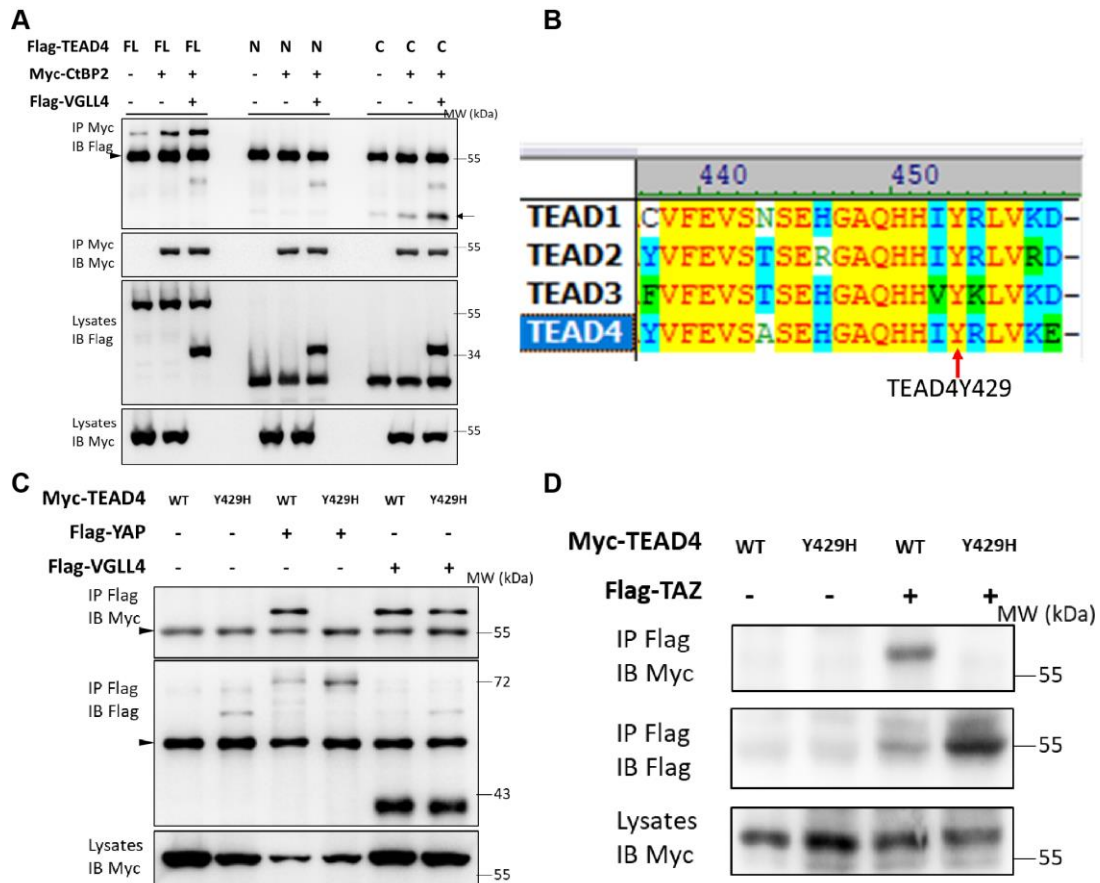 A
Flag-TEAD4 FL FL FL N N N C C C
Myc-CtBP2 - + + - + + - + +
Flag-VGLL4 - - + - - + - - +
MW (kDa)
IP Myc
IB Flag
55
IP Myc
IB Myc
55
Lysates
IB Flag
55
34
Lysates
IB Myc
55
B
440 450
TEAD1 CVFEVSNSEHGAQHHIYRLVKD-
TEAD2 YVFEVSTSERGAQHHIYRLVRD-
TEAD3 FVFEVSTSEHGAQHHVYKLVKD-
TEAD4 YVFEVSASEHGAQHHIYRLVKE-
TEAD4Y429
C
Myc-TEAD4 WT Y429H WT Y429H WT Y429H
Flag-YAP - - + + - -
Flag-VGLL4 - - - - + +
MW (kDa)
IP Flag
IB Myc
55
IP Flag
IB Flag
72
43
Lysates
IB Myc
55
D
Myc-TEAD4 WT Y429H WT Y429H
Flag-TAZ - - + +
MW (kDa)
IP Flag
IB Myc
55
IP Flag
IB Flag
55
Lysates
IB Myc
55